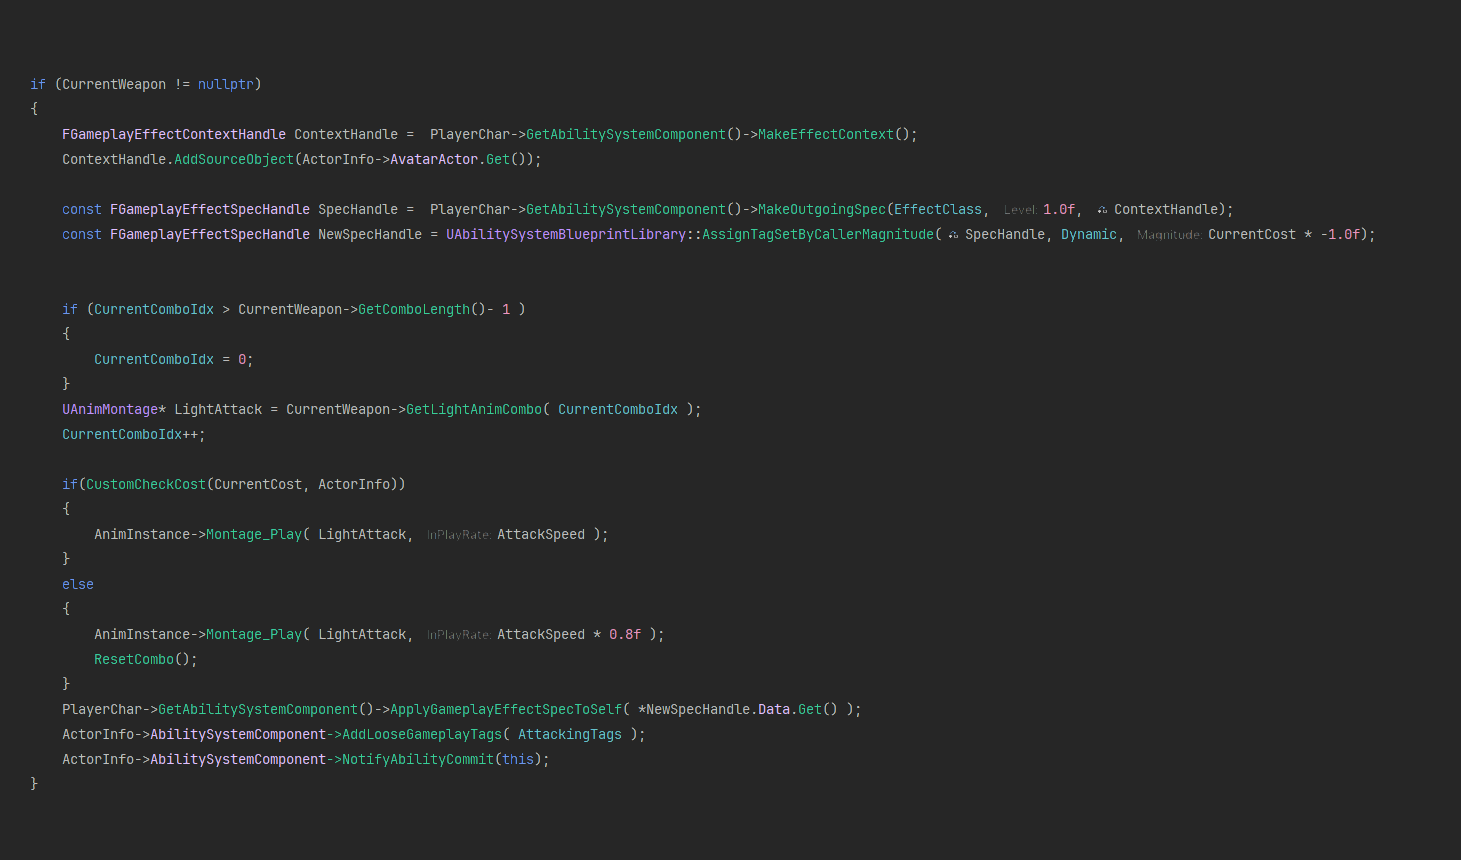 if (CurrentWeapon != nullptr)
{
    FGameplayEffectContextHandle ContextHandle =  PlayerChar->GetAbilitySystemComponent()->MakeEffectContext();
    ContextHandle.AddSourceObject(ActorInfo->AvatarActor.Get());

    const FGameplayEffectSpecHandle SpecHandle =  PlayerChar->GetAbilitySystemComponent()->MakeOutgoingSpec(EffectClass, Level: 1.0f, ContextHandle);
    const FGameplayEffectSpecHandle NewSpecHandle = UAbilitySystemBlueprintLibrary::AssignTagSetByCallerMagnitude( SpecHandle, Dynamic, Magnitude: CurrentCost * -1.0f);


    if (CurrentComboIdx > CurrentWeapon->GetComboLength()- 1 )
    {
        CurrentComboIdx = 0;
    }
    UAnimMontage* LightAttack = CurrentWeapon->GetLightAnimCombo( CurrentComboIdx );
    CurrentComboIdx++;

    if(CustomCheckCost(CurrentCost, ActorInfo))
    {
        AnimInstance->Montage_Play( LightAttack, InPlayRate: AttackSpeed );
    }
    else
    {
        AnimInstance->Montage_Play( LightAttack, InPlayRate: AttackSpeed * 0.8f );
        ResetCombo();
    }
    PlayerChar->GetAbilitySystemComponent()->ApplyGameplayEffectSpecToSelf( *NewSpecHandle.Data.Get() );
    ActorInfo->AbilitySystemComponent->AddLooseGameplayTags( AttackingTags );
    ActorInfo->AbilitySystemComponent->NotifyAbilityCommit(this);
}